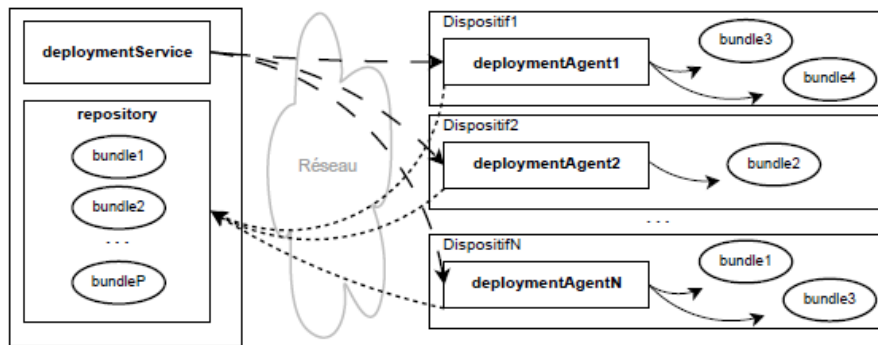 deploymentService
repository
bundle1
bundle2
. . .
bundleP
Réseau
Dispositif1
deploymentAgent1
bundle3
bundle4
Dispositif2
deploymentAgent2
bundle2
. . .
DispositifN
deploymentAgentN
bundle1
bundle3